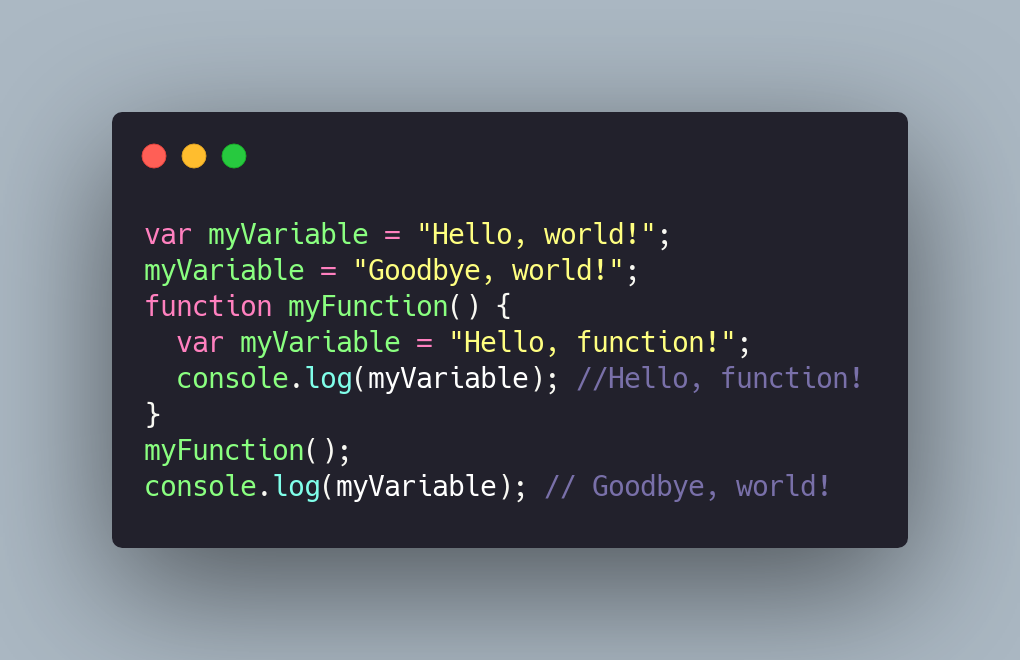 var myVariable = "Hello, world!";
myVariable = "Goodbye, world!";
function myFunction() {
  var myVariable = "Hello, function!";
  console.log(myVariable); //Hello, function!
}
myFunction();
console.log(myVariable); // Goodbye, world!